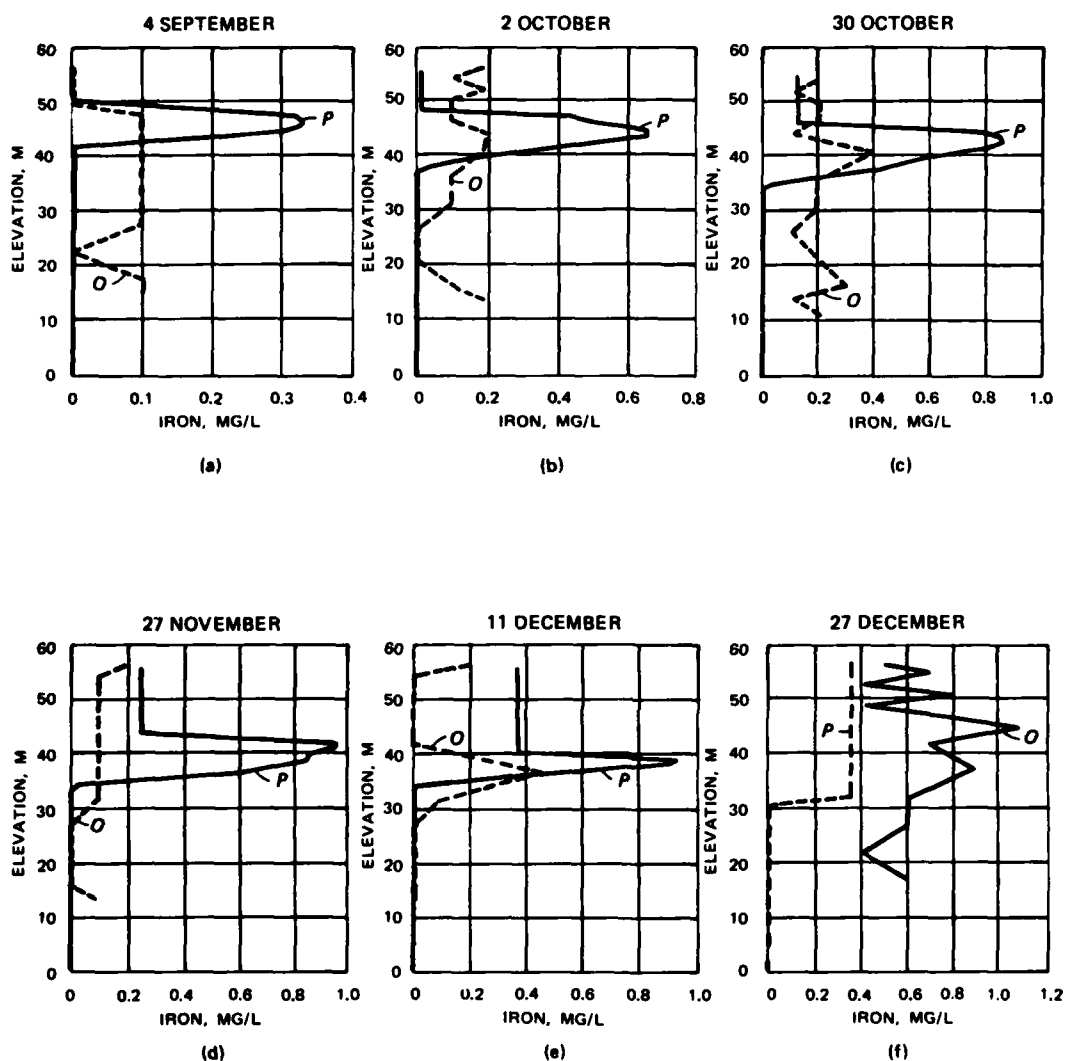 4 SEPTEMBER
60
50
40
30
20
10
0
ELEVATION, M
P
O
0 0.1 0.2 0.3 0.4
IRON, MG/L
(a)
2 OCTOBER
60
50
40
30
20
10
0
ELEVATION, M
P
O
0 0.2 0.4 0.6 0.8
IRON, MG/L
(b)
30 OCTOBER
60
50
40
30
20
10
0
ELEVATION, M
P
O
0 0.2 0.4 0.6 0.8 1.0
IRON, MG/L
(c)
27 NOVEMBER
60
50
40
30
20
10
0
ELEVATION, M
P
O
0 0.2 0.4 0.6 0.8 1.0
IRON, MG/L
(d)
11 DECEMBER
60
50
40
30
20
10
0
ELEVATION, M
O
P
0 0.2 0.4 0.6 0.8 1.0
IRON, MG/L
(e)
27 DECEMBER
60
50
40
30
20
10
0
ELEVATION, M
P
O
0 0.2 0.4 0.6 0.8 1.0 1,2
IRON, MG/L
(f)